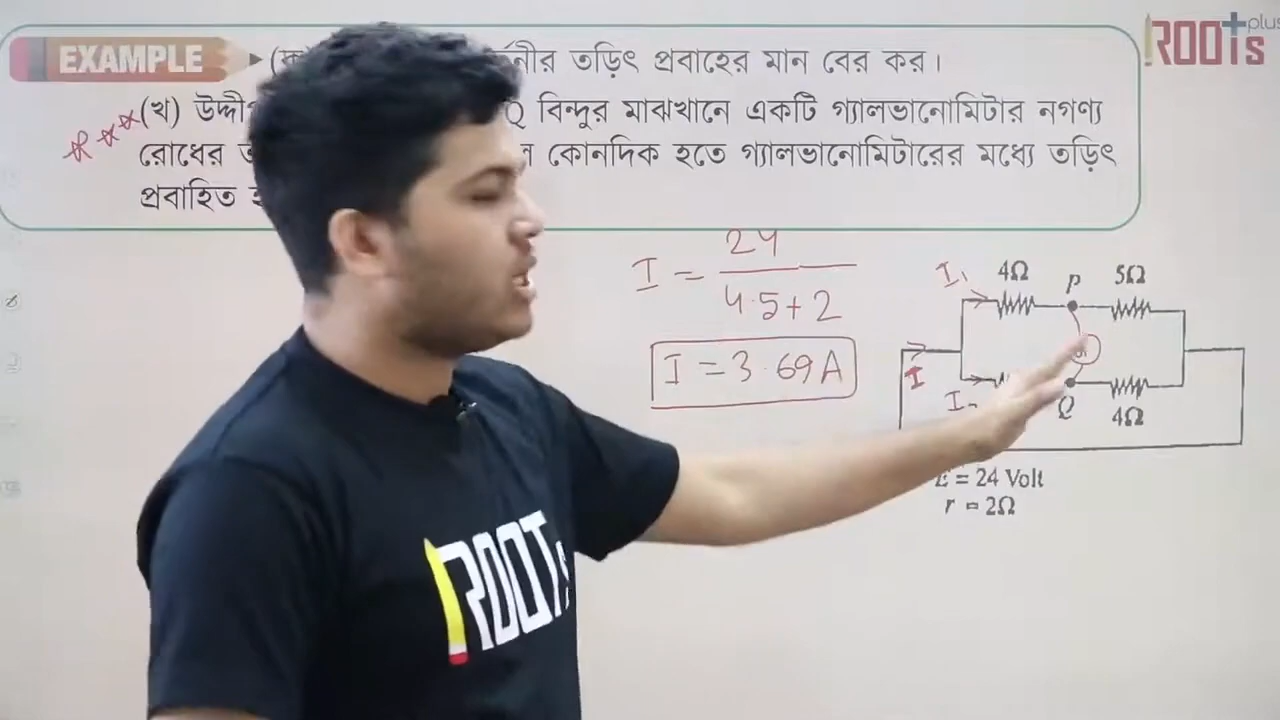 EXAMPLE
তড়িৎ প্রবাহের মান বের কর।
ROOTs plus
(খ) Q বিন্দুর মাঝখানে একটি গ্যালভানোমিটার নগণ্য
রোধের কোনদিক হতে গ্যালভানোমিটারের মধ্যে তড়িৎ
প্রবাহিত
I = 24
4.5+2
I = 3.69A
I₁ 4Ω P 5Ω
I
I₂ Q 4Ω
E = 24 Volt
r = 2Ω
ROOTs